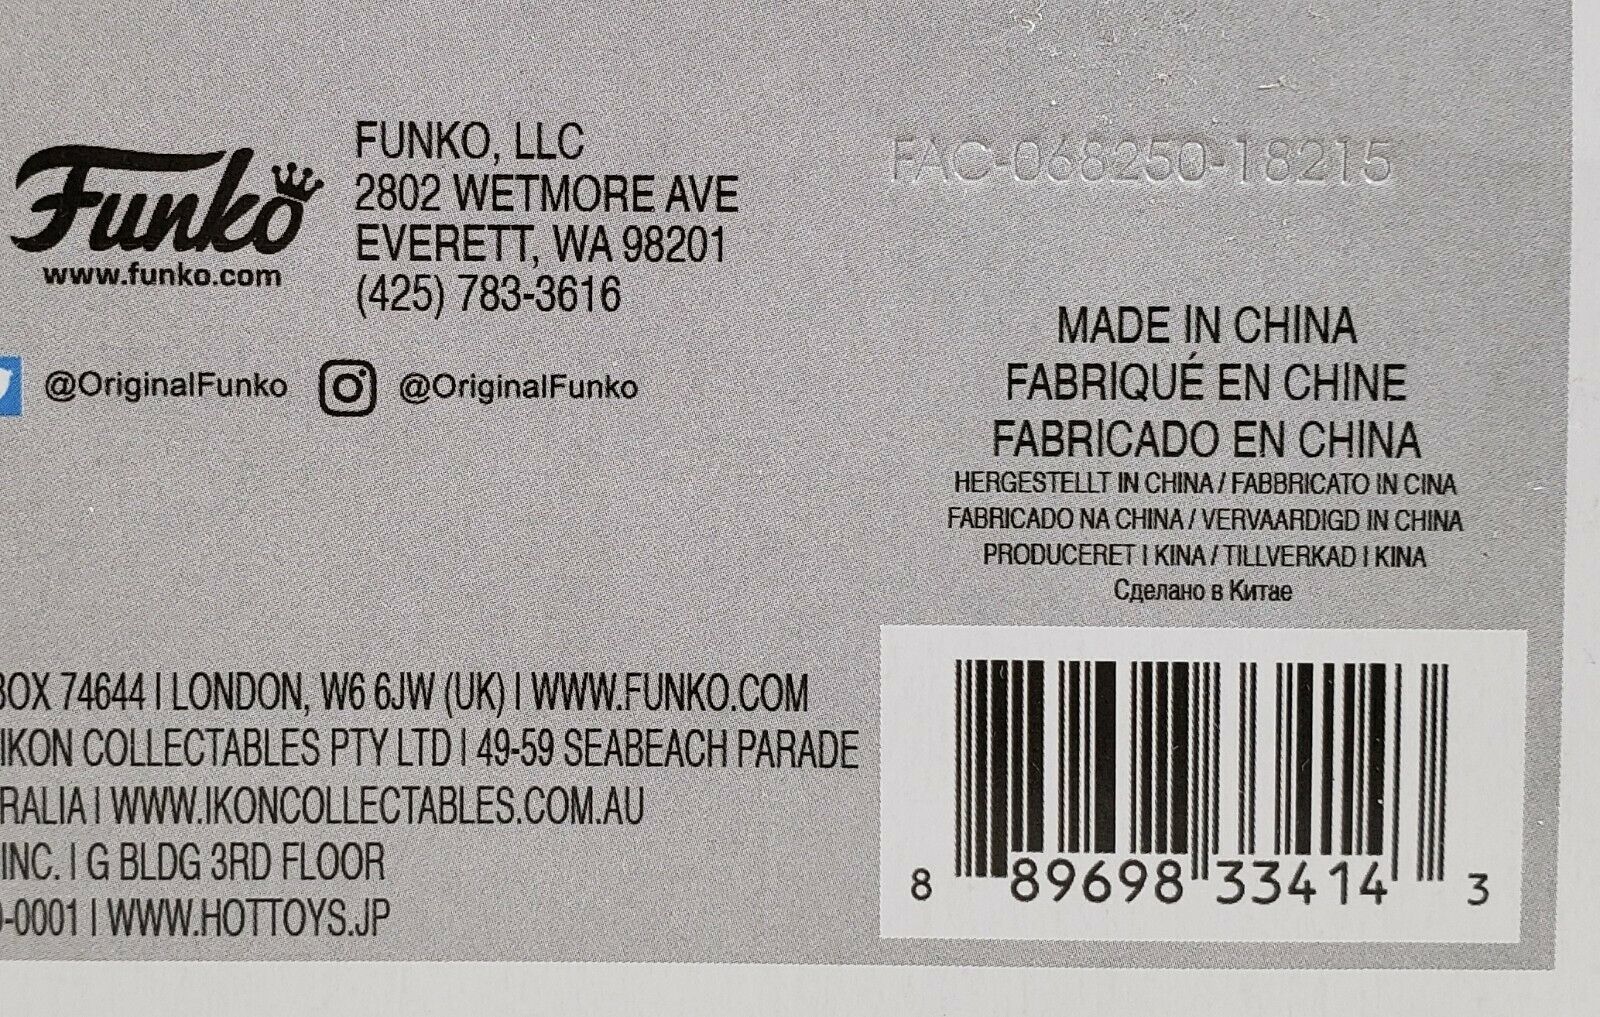 Funko
www.funko.com
FUNKO, LLC
2802 WETMORE AVE
EVERETT, WA 98201
(425) 783-3616
@OriginalFunko @OriginalFunko
FAC-068250-18215
MADE IN CHINA
FABRIQUÉ EN CHINE
FABRICADO EN CHINA
HERGESTELLT IN CHINA / FABBRICATO IN CINA
FABRICADO NA CHINA / VERVAARDIGD IN CHINA
PRODUCERET I KINA / TILLVERKAD I KINA
Сделано в Китае
BOX 74644 | LONDON, W6 6JW (UK) | WWW.FUNKO.COM
IKON COLLECTABLES PTY LTD | 49-59 SEABEACH PARADE
RALIA | WWW.IKONCOLLECTABLES.COM.AU
INC. | G BLDG 3RD FLOOR
-0001 | WWW.HOTTOYS.JP
8 89698 33414 3